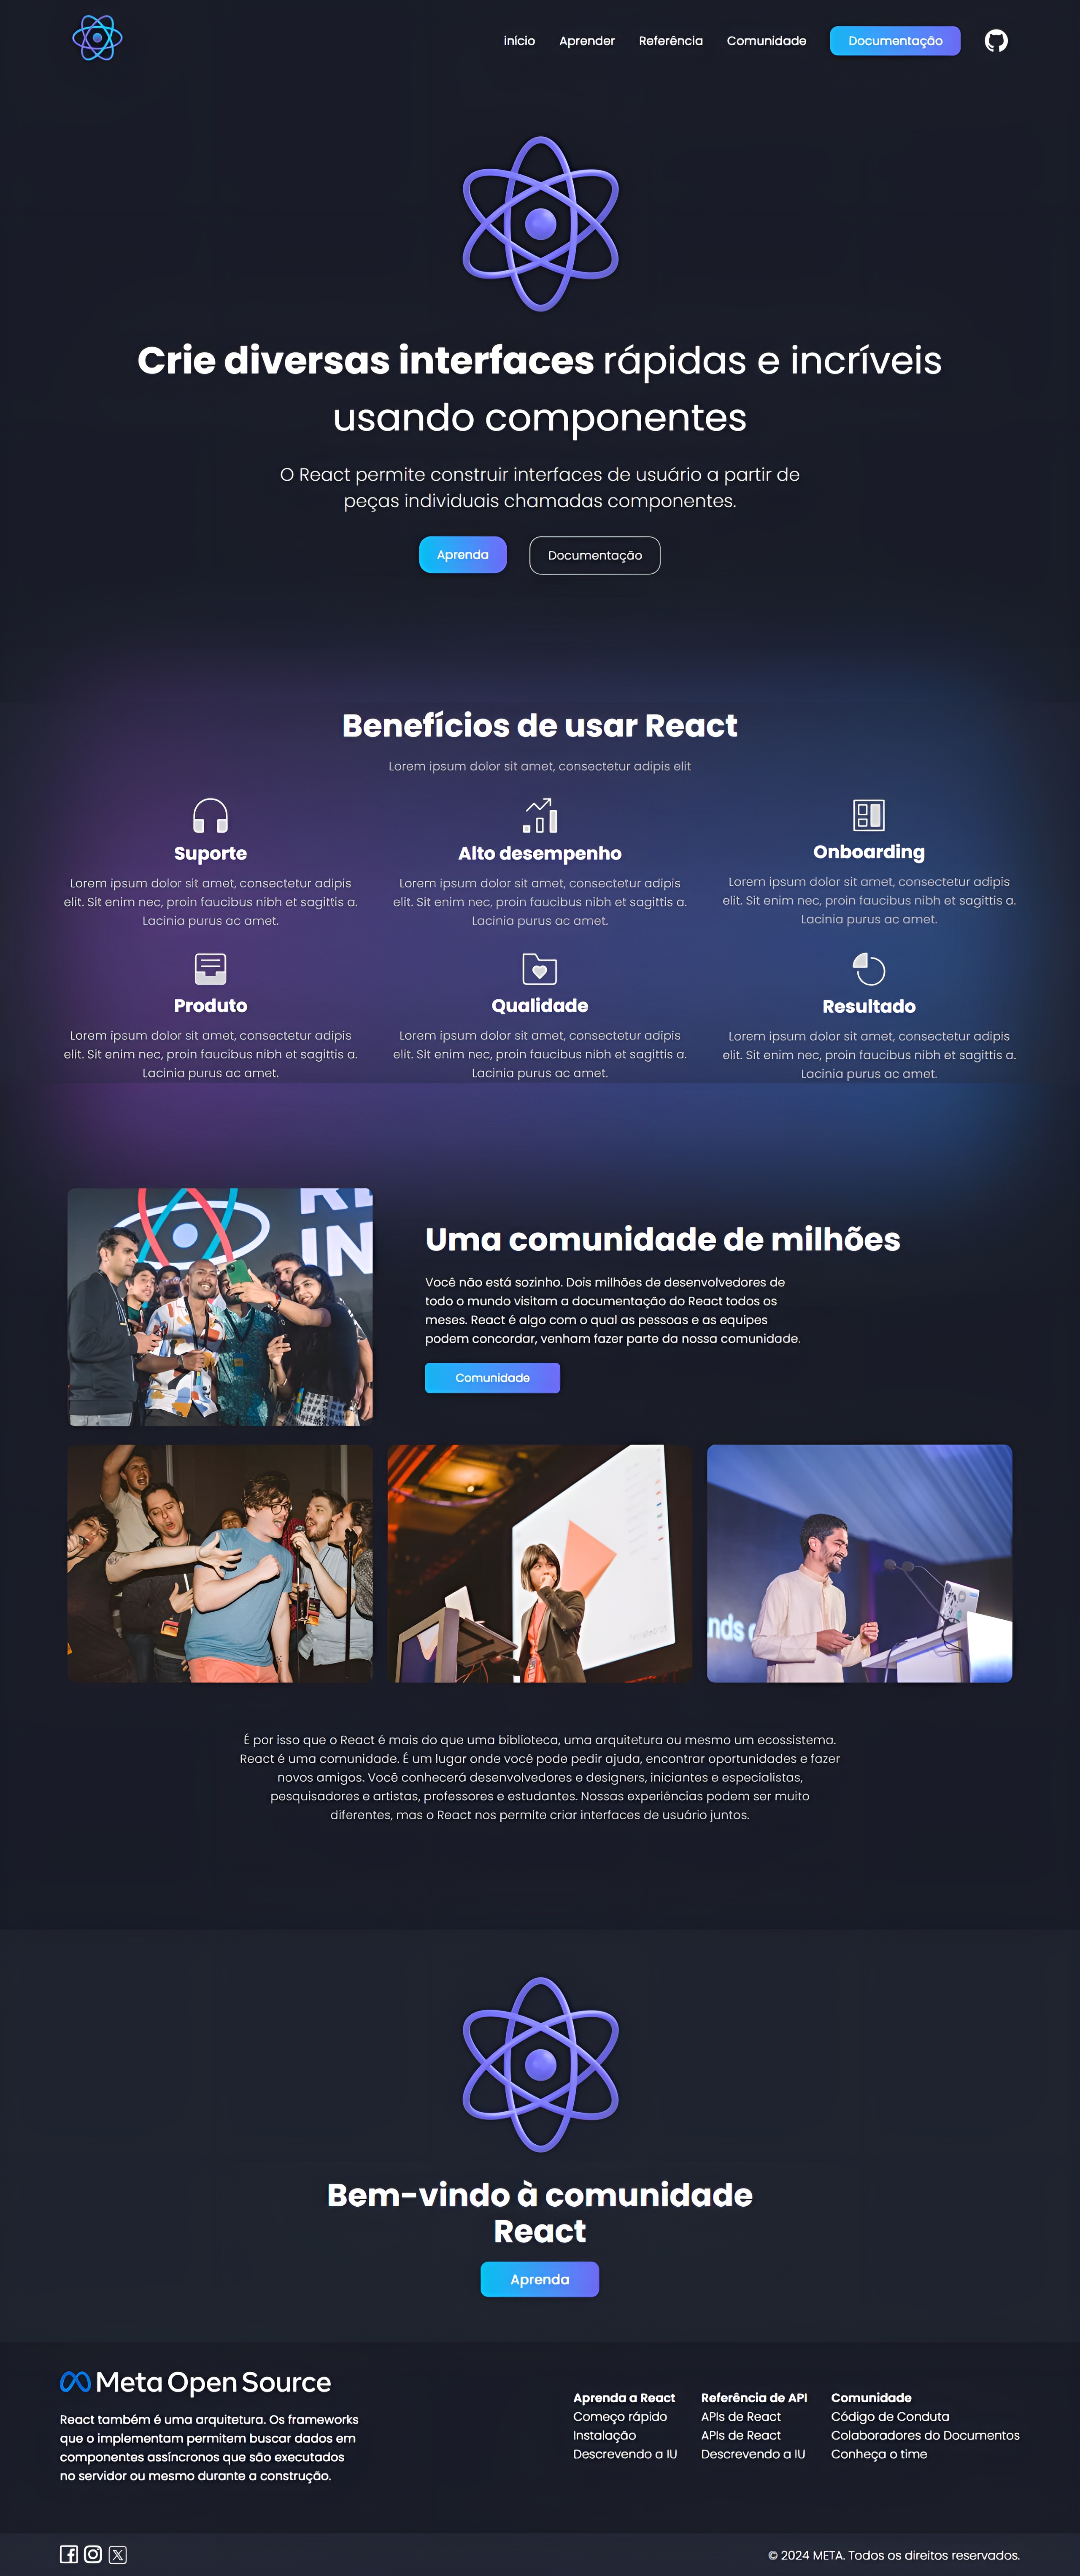 início Aprender Referência Comunidade Documentação
Crie diversas interfaces rápidas e incríveis
usando componentes
O React permite construir interfaces de usuário a partir de
peças individuais chamadas componentes.
Aprenda Documentação
Benefícios de usar React
Lorem ipsum dolor sit amet, consectetur adipis elit
Suporte
Lorem ipsum dolor sit amet, consectetur adipis
elit. Sit enim nec, proin faucibus nibh et sagittis a.
Lacinia purus ac amet.
Alto desempenho
Lorem ipsum dolor sit amet, consectetur adipis
elit. Sit enim nec, proin faucibus nibh et sagittis a.
Lacinia purus ac amet.
Onboarding
Lorem ipsum dolor sit amet, consectetur adipis
elit. Sit enim nec, proin faucibus nibh et sagittis a.
Lacinia purus ac amet.
Produto
Lorem ipsum dolor sit amet, consectetur adipis
elit. Sit enim nec, proin faucibus nibh et sagittis a.
Lacinia purus ac amet.
Qualidade
Lorem ipsum dolor sit amet, consectetur adipis
elit. Sit enim nec, proin faucibus nibh et sagittis a.
Lacinia purus ac amet.
Resultado
Lorem ipsum dolor sit amet, consectetur adipis
elit. Sit enim nec, proin faucibus nibh et sagittis a.
Lacinia purus ac amet.
IN
Uma comunidade de milhões
Você não está sozinho. Dois milhões de desenvolvedores de
todo o mundo visitam a documentação do React todos os
meses. React é algo com o qual as pessoas e as equipes
podem concordar, venham fazer parte da nossa comunidade.
Comunidade
nds
É por isso que o React é mais do que uma biblioteca, uma arquitetura ou mesmo um ecossistema.
React é uma comunidade. É um lugar onde você pode pedir ajuda, encontrar oportunidades e fazer
novos amigos. Você conhecerá desenvolvedores e designers, iniciantes e especialistas,
pesquisadores e artistas, professores e estudantes. Nossas experiências podem ser muito
diferentes, mas o React nos permite criar interfaces de usuário juntos.
Bem-vindo à comunidade
React
Aprenda
Meta Open Source
React também é uma arquitetura. Os frameworks
que o implementam permitem buscar dados em
componentes assíncronos que são executados
no servidor ou mesmo durante a construção.
Aprenda a React
Começo rápido
Instalação
Descrevendo a IU
Referência de API
APIs de React
APIs de React
Descrevendo a IU
Comunidade
Código de Conduta
Colaboradores do Documentos
Conheça o time
© 2024 META. Todos os direitos reservados.